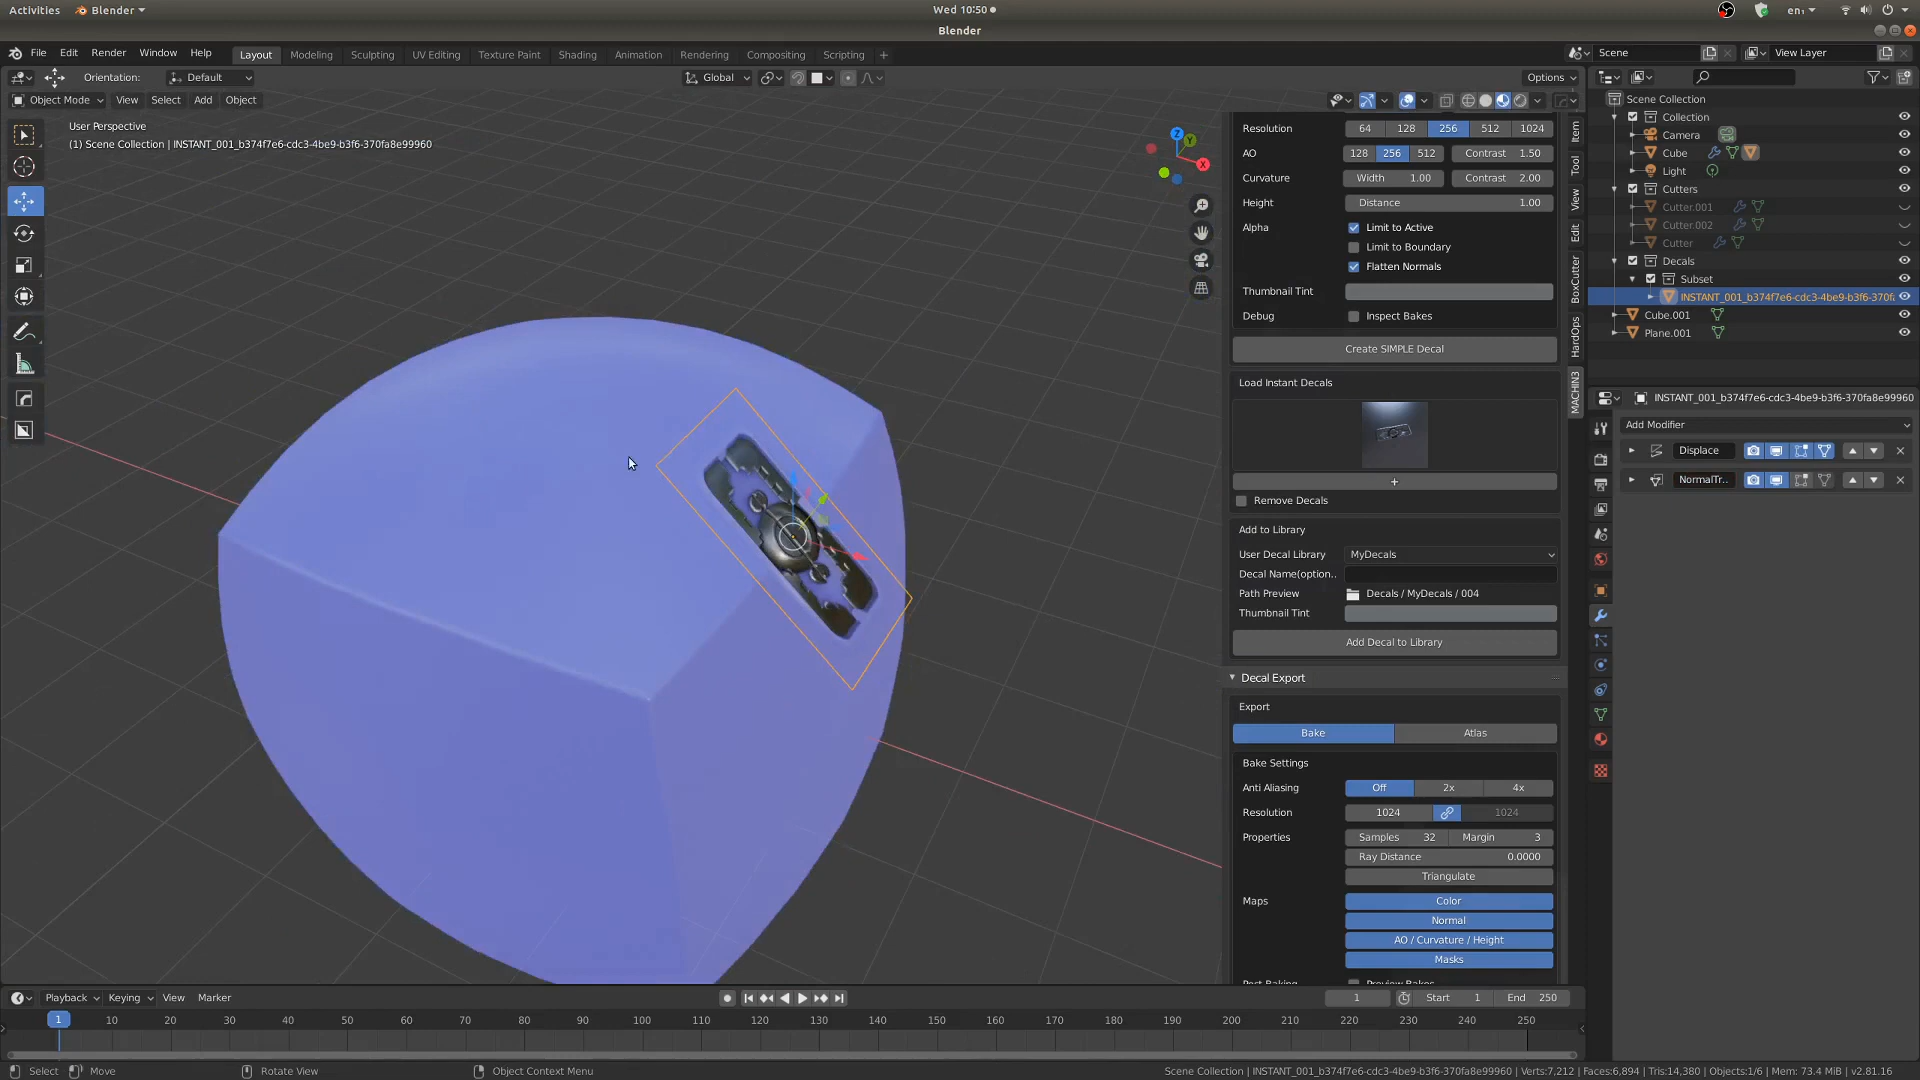 Activities Blender Wed 10:50 en₁
Blender
File Edit Render Window Help Layout Modeling Sculpting UV Editing Texture Paint Shading Animation Rendering Compositing Scripting + Scene View Layer
Orientation: Default Global Options
Object Mode View Select Add Object
User Perspective
(1) Scene Collection | INSTANT_001_b374f7e6-cdc3-4be9-b3f6-370fa8e99960
Z Y X
Resolution 64 128 256 512 1024
AO 128 256 512 Contrast 1.50
Curvature Width 1.00 Contrast 2.00
Height Distance 1.00
Alpha Limit to Active
Limit to Boundary
Flatten Normals
Thumbnail Tint
Debug Inspect Bakes
Create SIMPLE Decal
Load Instant Decals
+
Remove Decals
Add to Library
User Decal Library MyDecals
Decal Name(option..
Path Preview Decals / MyDecals / 004
Thumbnail Tint
Add Decal to Library
Decal Export
Export
Bake Atlas
Bake Settings
Anti Aliasing Off 2x 4x
Resolution 1024 1024
Properties Samples 32 Margin 3
Ray Distance 0.0000
Triangulate
Maps Color
Normal
AO / Curvature / Height
Masks
Item
Tool
View
Edit
BoxCutter
HardOps
MACHIN3
Scene Collection
Collection
Camera
Cube
Light
Cutters
Cutter.001
Cutter.002
Cutter
Decals
Subset
INSTANT_001_b374f7e6-cdc3-4be9-b3f6-370f
Cube.001
Plane.001
INSTANT_001_b374f7e6-cdc3-4be9-b3f6-370fa8e99960
Add Modifier
Displace
NormalTr..
Playback Keying View Marker 1 Start 1 End 250
1 10 20 30 40 50 60 70 80 90 100 110 120 130 140 150 160 170 180 190 200 210 220 230 240 250
Select Move Rotate View Object Context Menu Scene Collection | INSTANT_001_b374f7e6-cdc3-4be9-b3f6-370fa8e99960 | Verts:7,212 | Faces:6,894 | Tris:14,380 | Objects:1/6 | Mem: 73.4 MiB | v2.81.16